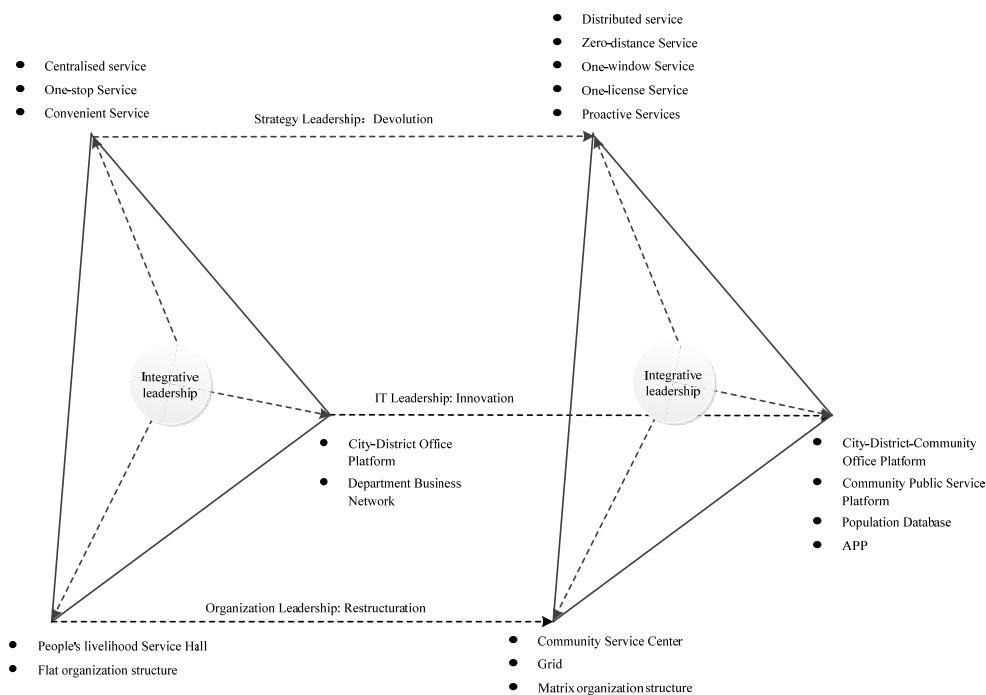 Distributed service
Zero-distance Service
One-window Service
One-license Service
Proactive Services
Centralised service
One-stop Service
Convenient Service
Strategy Leadership: Devolution
Integrative
leadership
Integrative
leadership
IT Leadership: Innovation
City-District Office
Platform
Department Business
Network
City-District-Community
Office Platform
Community Public Service
Platform
Population Database
APP
Organization Leadership: Restructuration
People's livelihood Service Hall
Flat organization structure
Community Service Center
Grid
Matrix organization structure